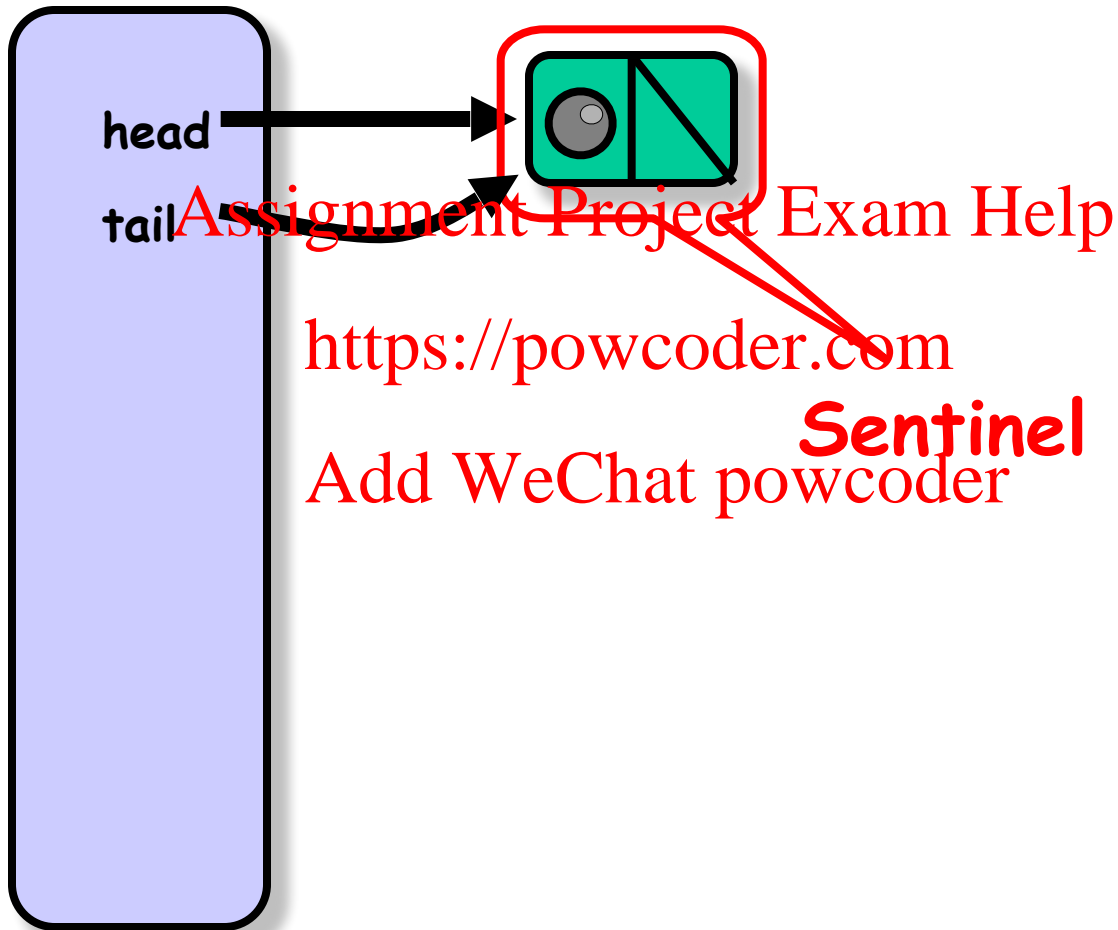 head
tail
Assignment Project Exam Help
https://powcoder.com
Sentinel
Add WeChat powcoder